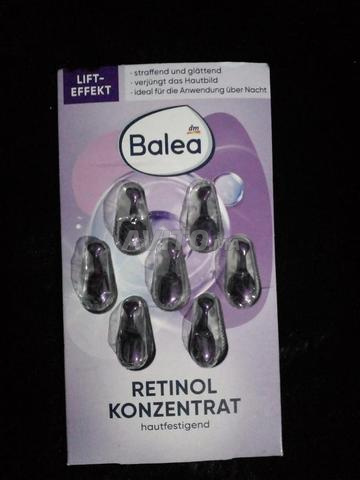 LIFT-
EFFEKT
· straffend und glättend
· verjüngt das Hautbild
· ideal für die Anwendung über Nacht
dm
Balea
RETINOL
KONZENTRAT
hautfestigend